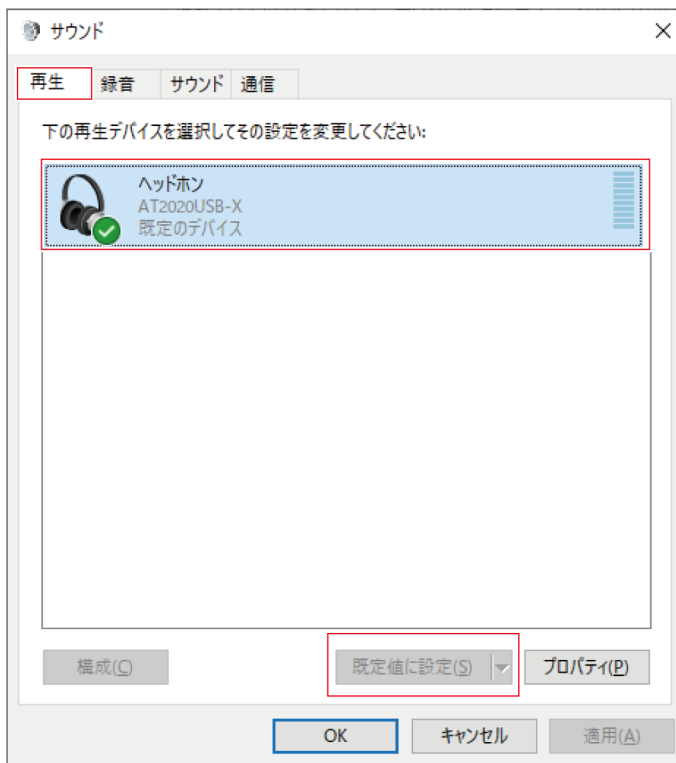 サウンド
再生 録音 サウンド 通信
下の再生デバイスを選択してその設定を変更してください:
ヘッドホン
AT2020USB-X
既定のデバイス
構成(C) 既定値に設定(S) プロパティ(P)
OK キャンセル 適用(A)